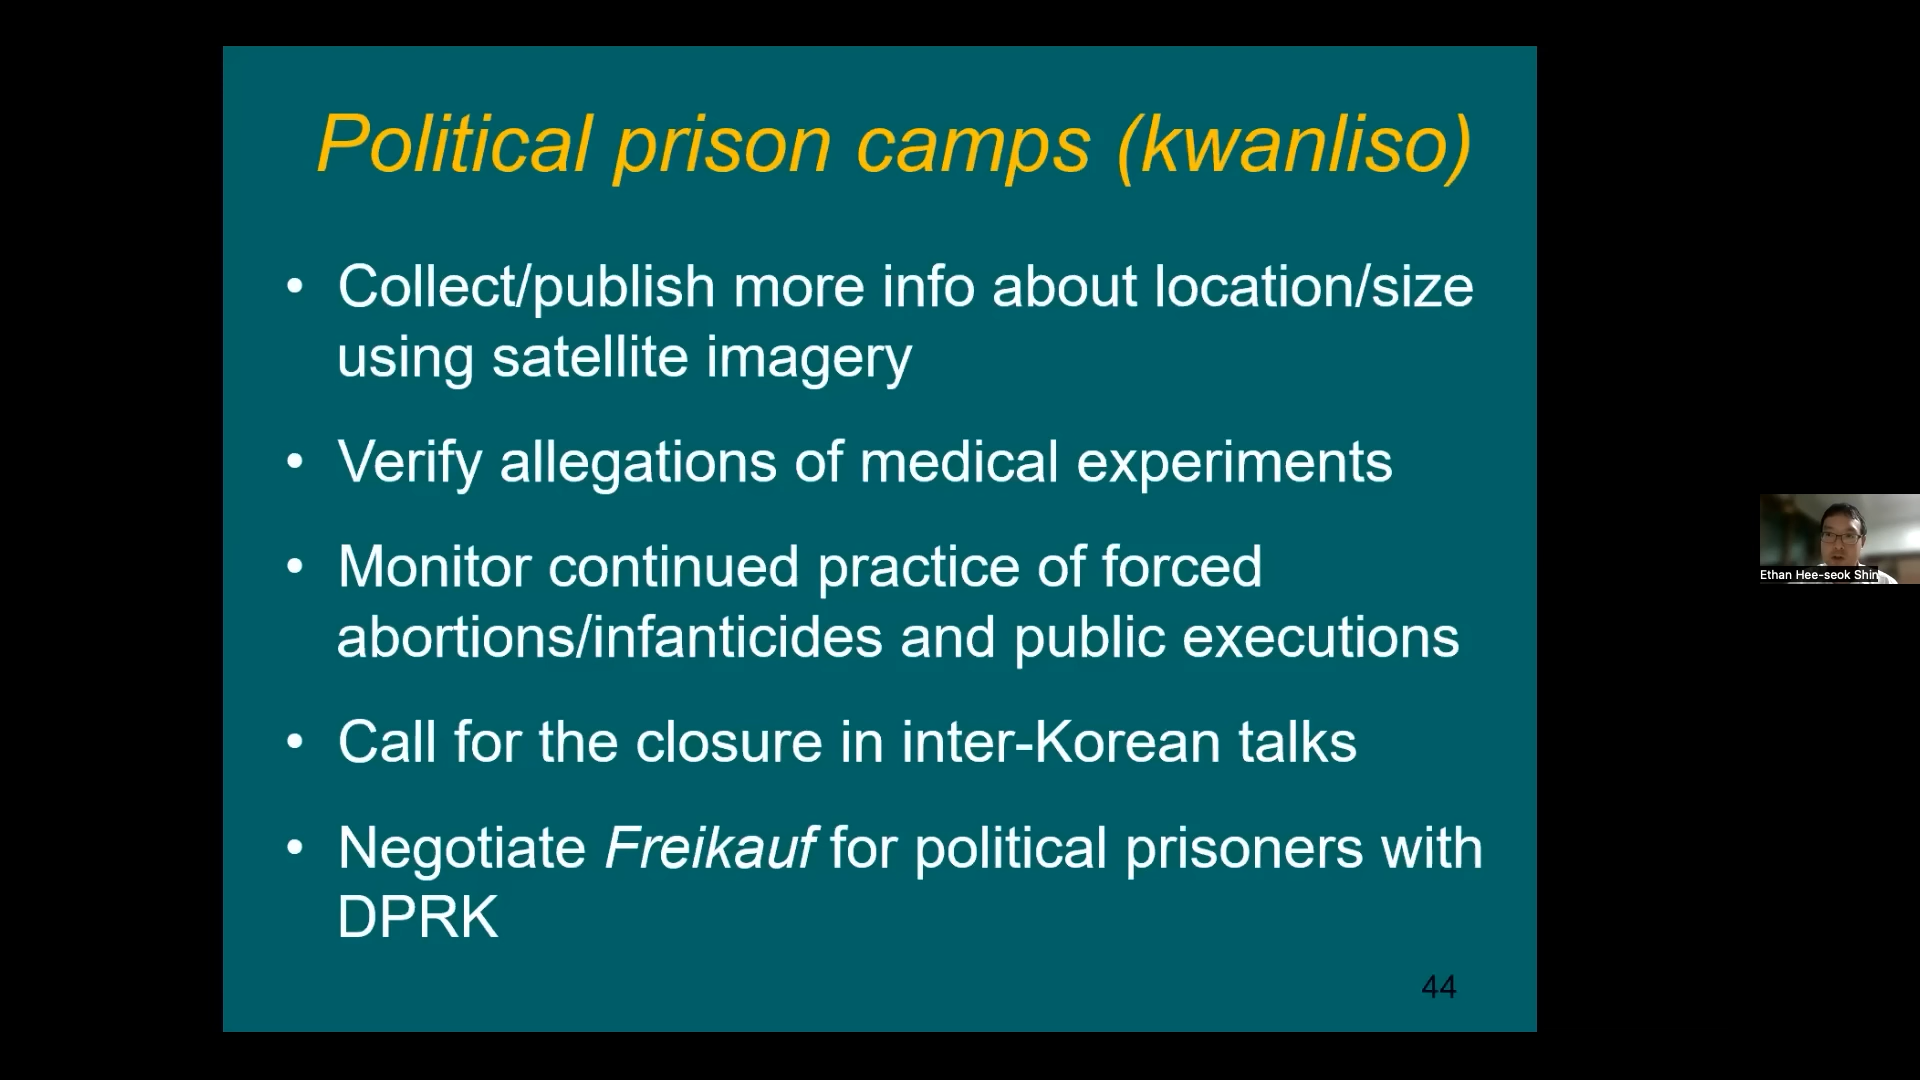 Political prison camps (kwanliso)
• Collect/publish more info about location/size
using satellite imagery
• Verify allegations of medical experiments
• Monitor continued practice of forced
abortions/infanticides and public executions
• Call for the closure in inter-Korean talks
• Negotiate Freikauf for political prisoners with
DPRK
44
Ethan Hee-seok Shin